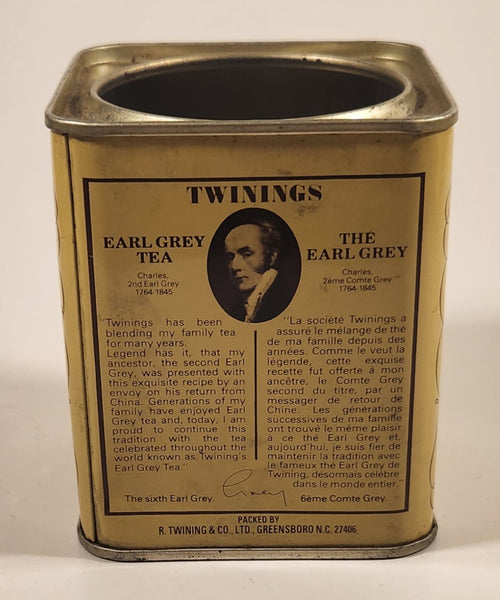 TWININGS
EARL GREY
TEA
Charles,
2nd Earl Grey
1764-1845
THÉ
EARL GREY
Charles,
2ème Comte Grey
1764-1845
"Twinings has been
blending my family tea
for many years.
Legend has it, that my
ancestor, the second Earl
Grey, was presented with
this exquisite recipe by an
envoy on his return from
China. Generations of my
family have enjoyed Earl
Grey tea and, today, I am
proud to continue this
tradition with the tea
celebrated throughout the
world known as Twining's
Earl Grey Tea."
"La société Twinings a
assuré le mélange de the
de ma famille depuis des
années. Comme le veut la
légende, cette exquise
recette fut offerte à mon
ancêtre, le Comte Grey
second du titre, par un
messager de retour de
Chine. Les générations
successives de ma famille
ont trouvé le même plaisir
à ce thé Earl Grey et,
aujourd'hui, je suis fier de
maintenir la tradition avec
le fameux thé Earl Grey de
Twining, désormais célèbre
dans le monde entier."
Grey
The sixth Earl Grey.
6ème Comte Grey.
PACKED BY
R. TWINING & CO., LTD., GREENSBORO N.C. 27406